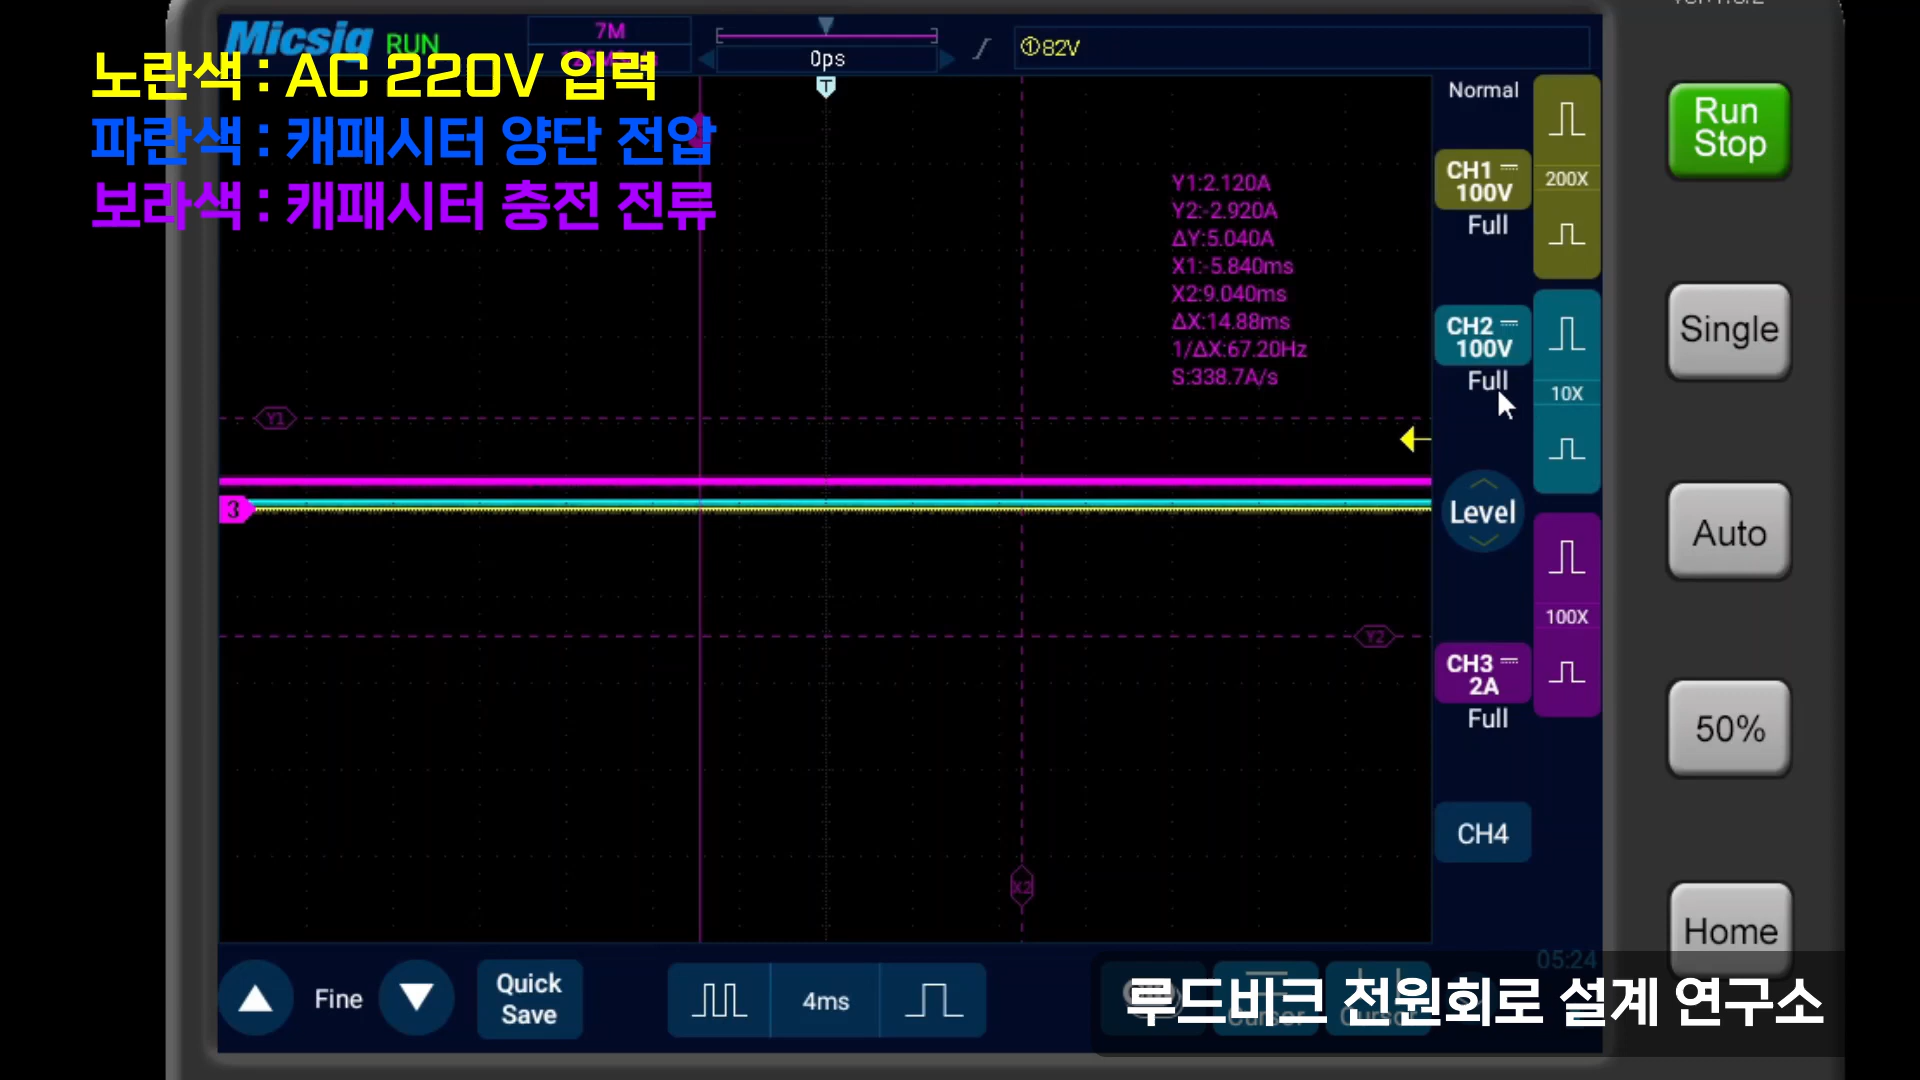 Micsig RUN
7M
0ps
①82V
노란색 : AC 220V 입력
파란색 : 캐패시터 양단 전압
보라색 : 캐패시터 충전 전류
T
Normal
CH1
100V
Full
200X
Y1:2.120A
Y2:-2.920A
ΔY:5.040A
X1:-5.840ms
X2:9.040ms
ΔX:14.88ms
1/ΔX:67.20Hz
S:338.7A/s
CH2
100V
Full
10X
Y1
3
Level
Y2
100X
CH3
2A
Full
CH4
X2
Run
Stop
Single
Auto
50%
Home
05:24
Fine
Quick
Save
4ms
Cursor
루드비크 전원회로 설계 연구소